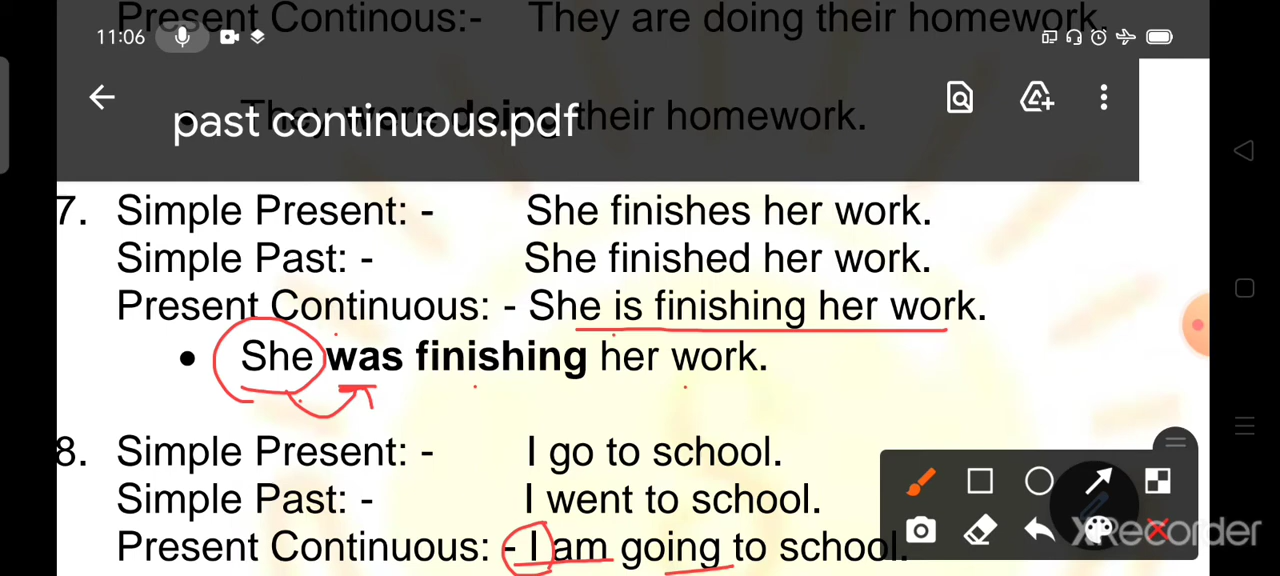 Present Continous:- They are doing their homework.
11:06
They were doing their homework.
past continuous.pdf
7. Simple Present: - She finishes her work.
Simple Past: - She finished her work.
Present Continuous: - She is finishing her work.
• She was finishing her work.
8. Simple Present: - I go to school.
Simple Past: - I went to school.
Present Continuous: - I am going to school.
XRecorder